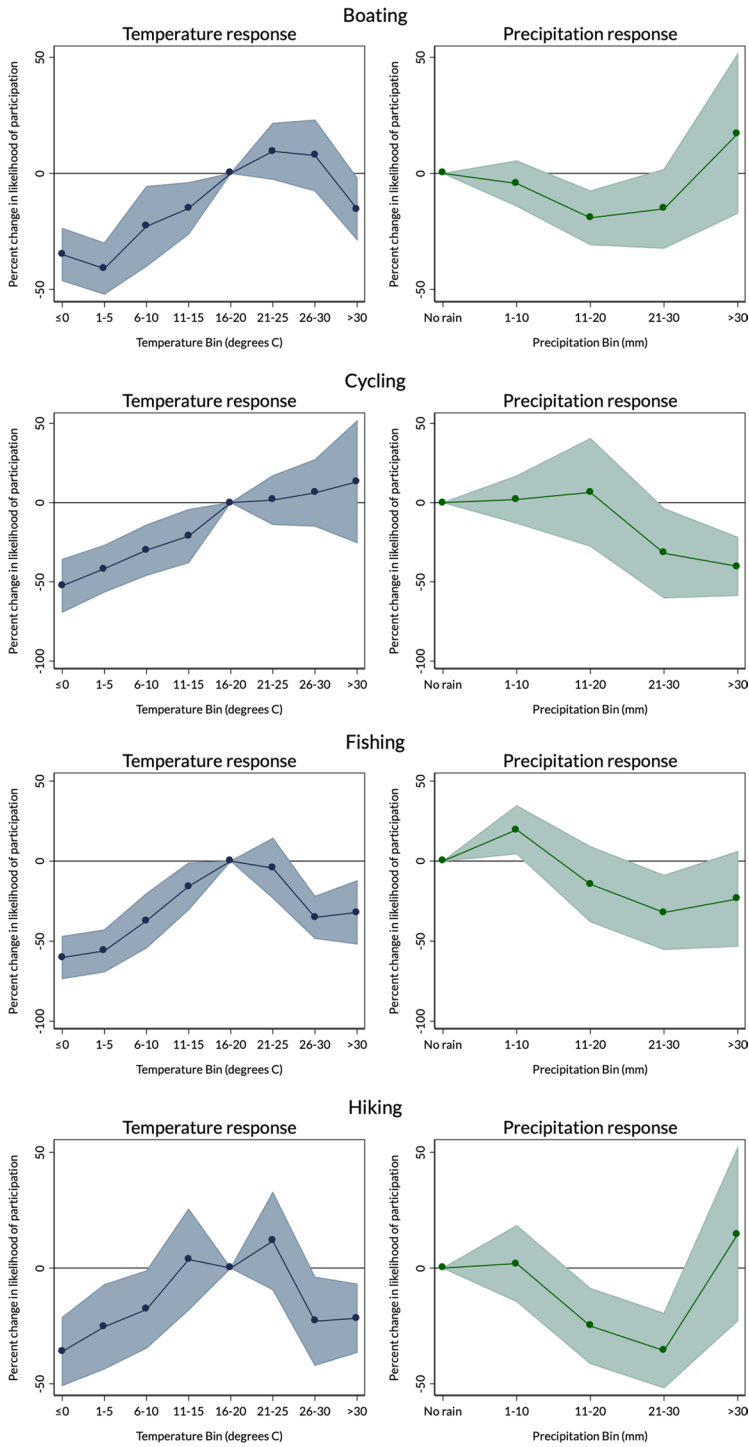 Boating
Temperature response
Precipitation response
Percent change in likelihood of participation
50
0
-50
≤0 1-5 6-10 11-15 16-20 21-25 26-30 >30
Temperature Bin (degrees C)
Percent change in likelihood of participation
50
0
-50
No rain 1-10 11-20 21-30 >30
Precipitation Bin (mm)
Cycling
Temperature response
Precipitation response
Percent change in likelihood of participation
50
0
-50
-100
≤0 1-5 6-10 11-15 16-20 21-25 26-30 >30
Temperature Bin (degrees C)
Percent change in likelihood of participation
50
0
-50
-100
No rain 1-10 11-20 21-30 >30
Precipitation Bin (mm)
Fishing
Temperature response
Precipitation response
Percent change in likelihood of participation
50
0
-50
-100
≤0 1-5 6-10 11-15 16-20 21-25 26-30 >30
Temperature Bin (degrees C)
Percent change in likelihood of participation
50
0
-50
-100
No rain 1-10 11-20 21-30 >30
Precipitation Bin (mm)
Hiking
Temperature response
Precipitation response
Percent change in likelihood of participation
50
0
-50
≤0 1-5 6-10 11-15 16-20 21-25 26-30 >30
Temperature Bin (degrees C)
Percent change in likelihood of participation
50
0
-50
No rain 1-10 11-20 21-30 >30
Precipitation Bin (mm)